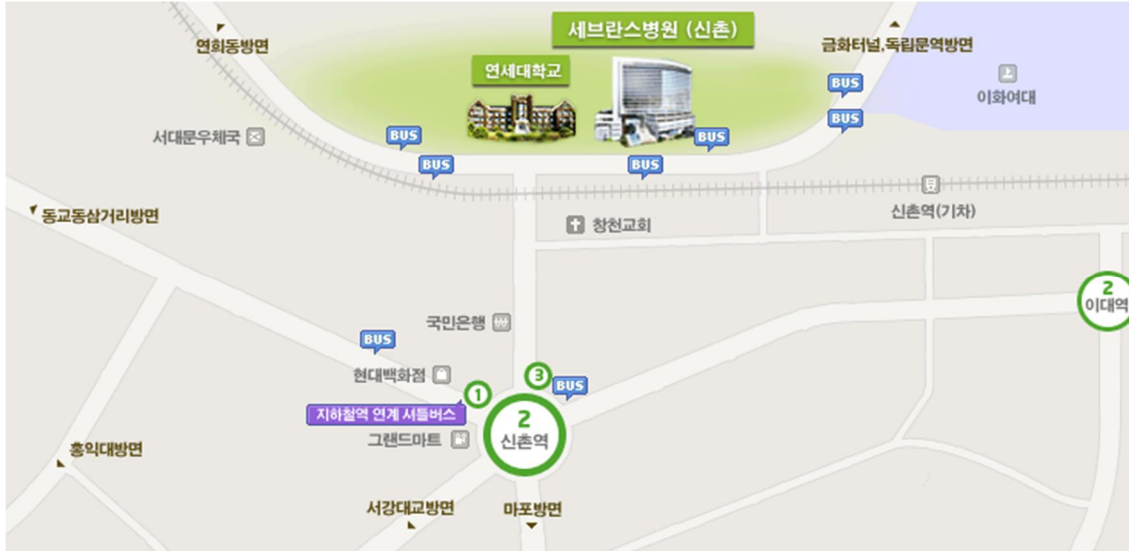 세브란스병원 (신촌)
연희동방면
금화터널,독립문역방면
연세대학교
BUS
이화여대
BUS
서대문우체국
BUS
BUS
BUS
BUS
신촌역(기차)
동교동삼거리방면
창천교회
2
이대역
국민은행
BUS
현대백화점
3
BUS
1
지하철역 연계 셔틀버스
2
신촌역
그랜드마트
홍익대방면
서강대교방면
마포방면